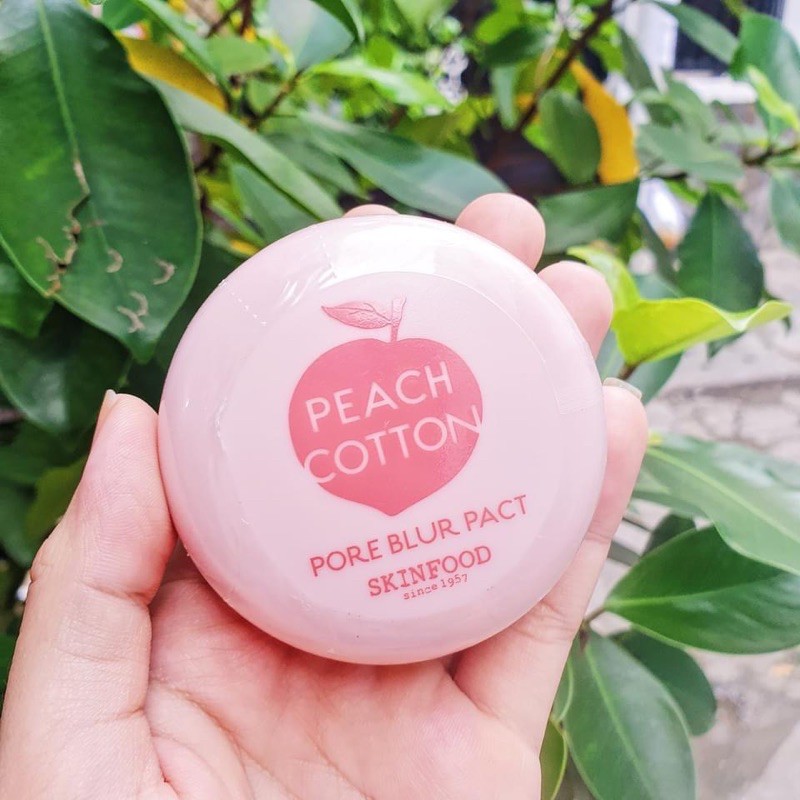 PEACH
COTTON
PORE BLUR PACT
SKINFOOD
since 1957